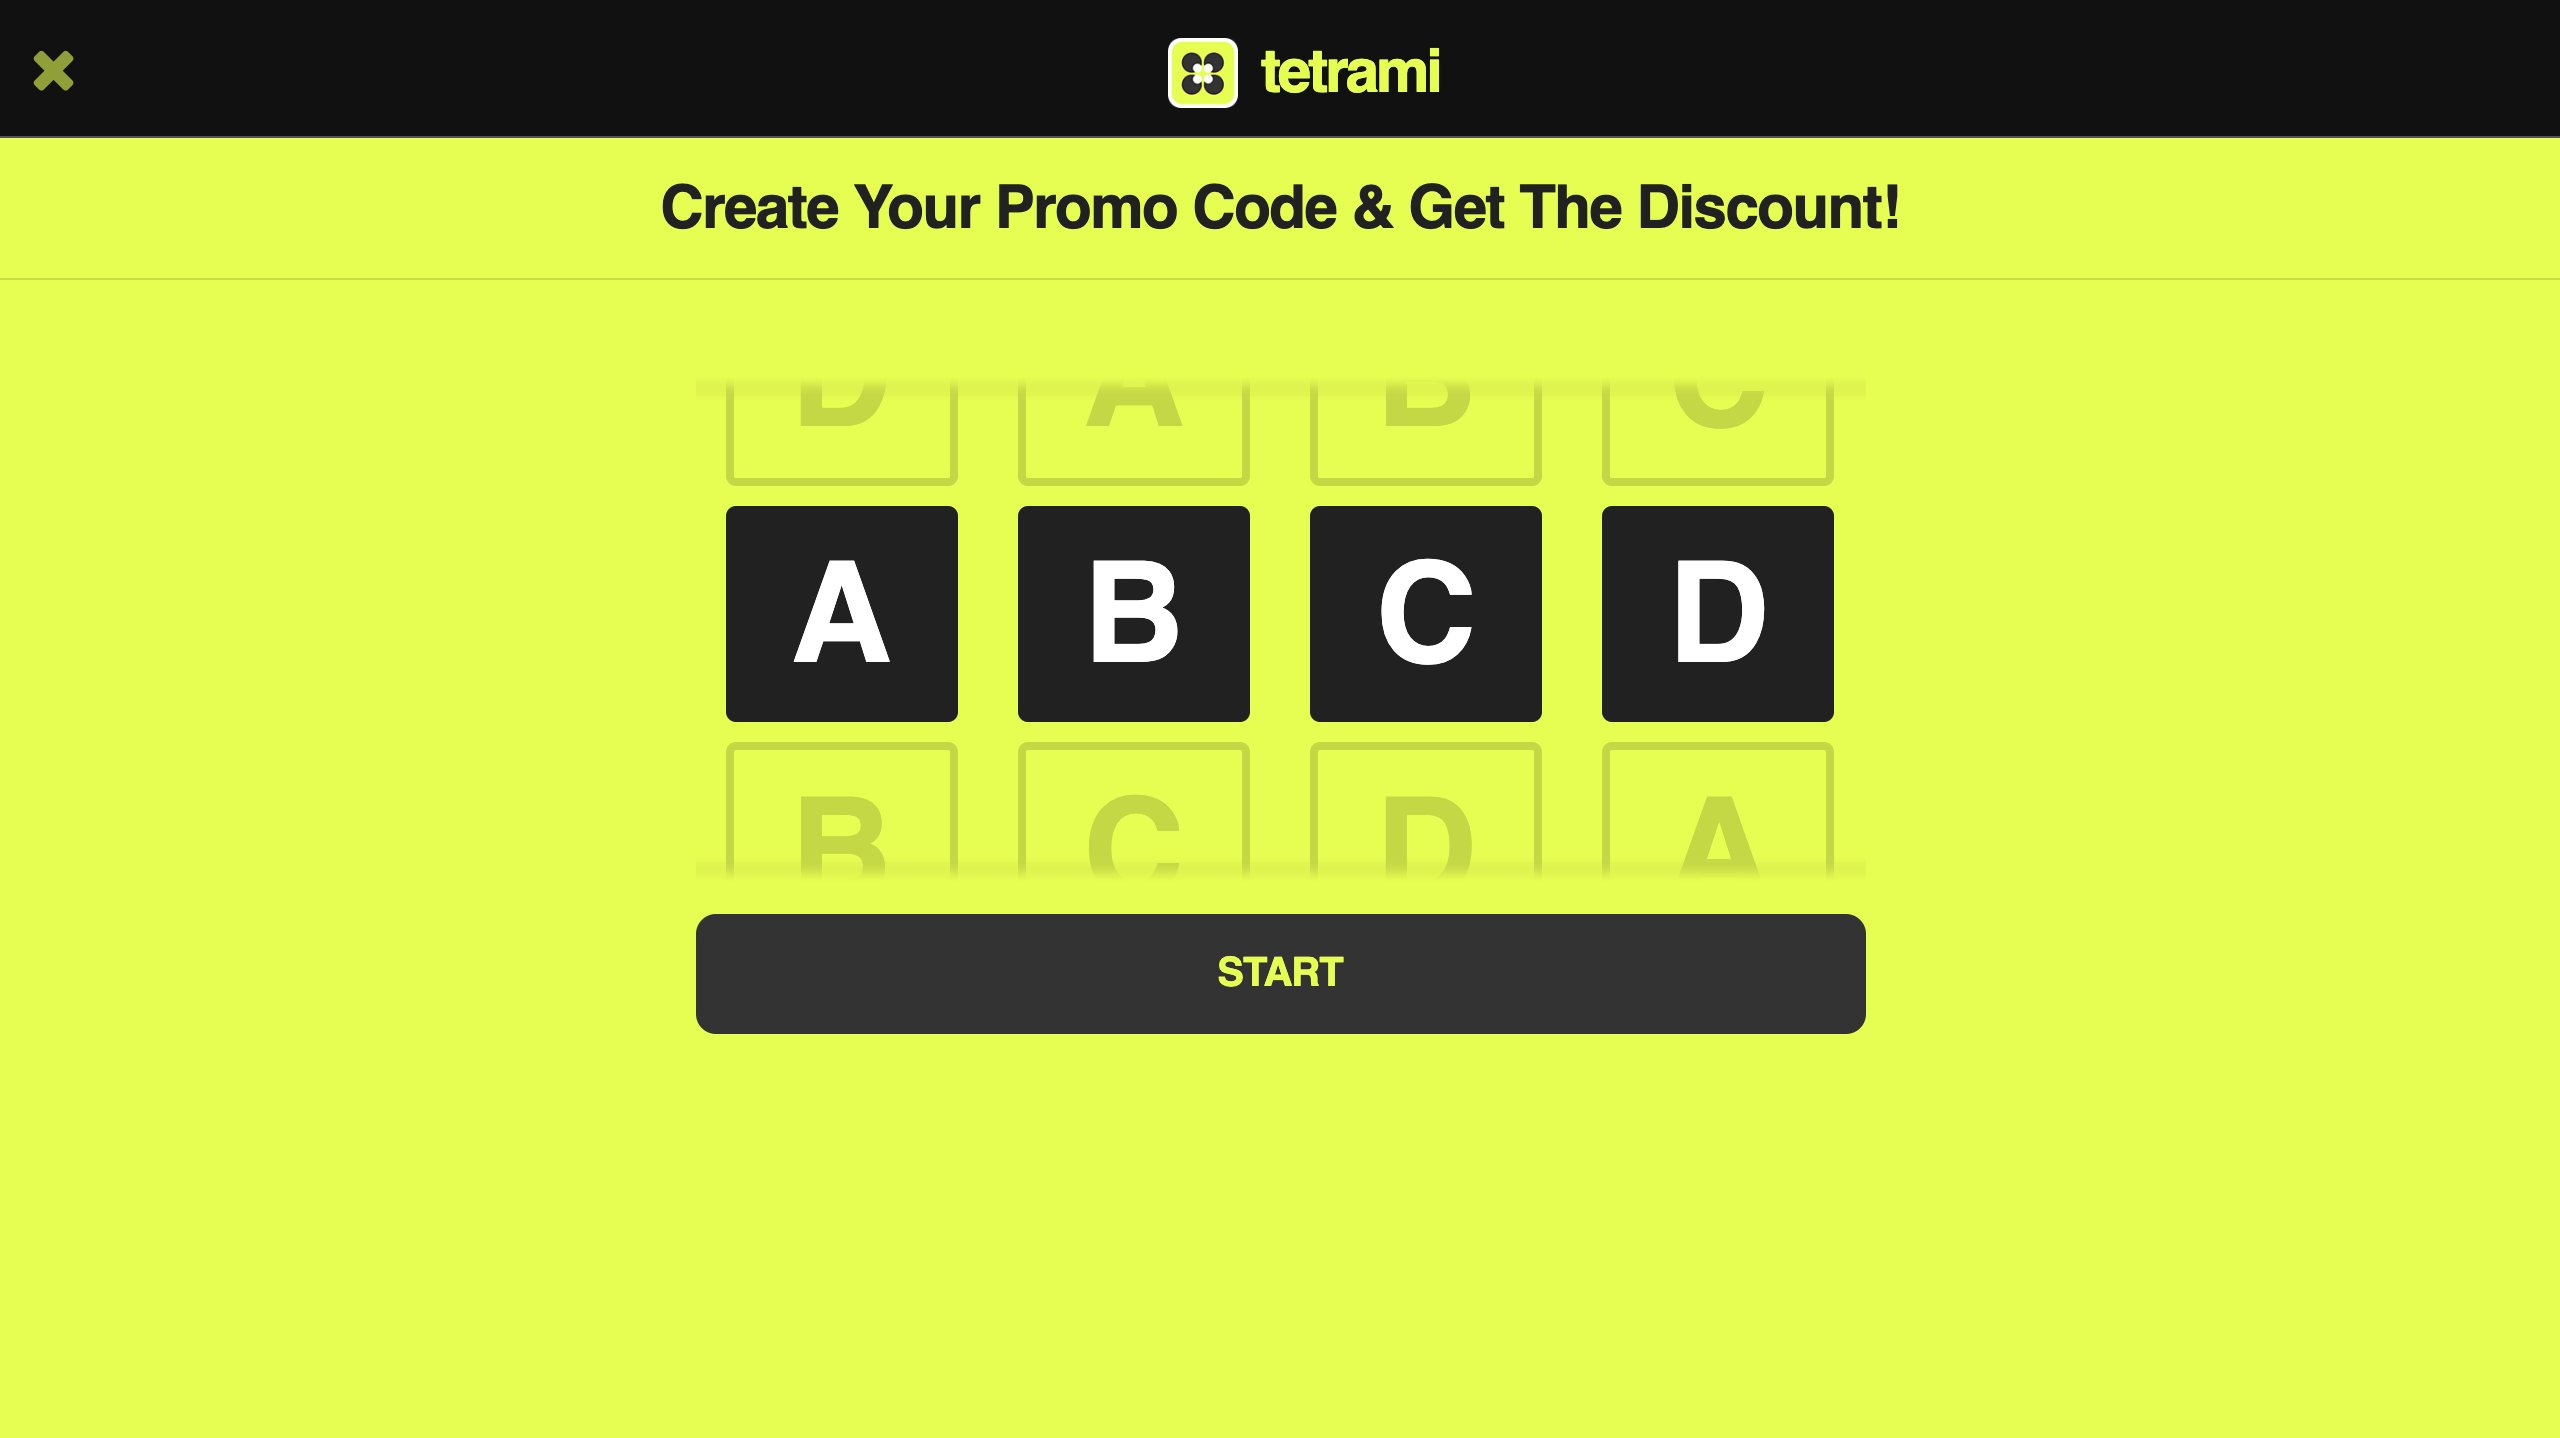 tetrami
Create Your Promo Code & Get The Discount!
D A B C
A B C D
B C D A
START